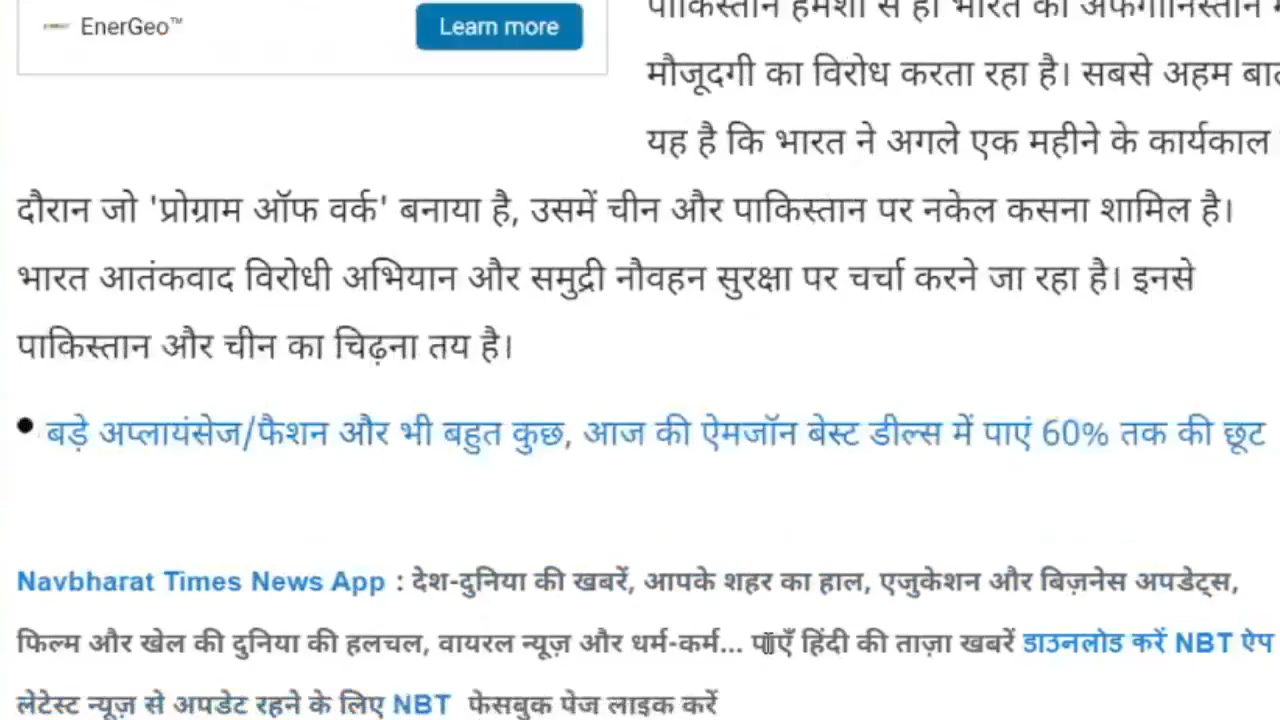 EnerGeo™
Learn more
पाकिस्तान हमेशा से ही भारत की अफगानिस्तान
मौजूदगी का विरोध करता रहा है। सबसे अहम बात
यह है कि भारत ने अगले एक महीने के कार्यकाल
दौरान जो 'प्रोग्राम ऑफ वर्क' बनाया है, उसमें चीन और पाकिस्तान पर नकेल कसना शामिल है।
भारत आतंकवाद विरोधी अभियान और समुद्री नौवहन सुरक्षा पर चर्चा करने जा रहा है। इनसे
पाकिस्तान और चीन का चिढ़ना तय है।
• बड़े अप्लायंसेज/फैशन और भी बहुत कुछ, आज की ऐमजॉन बेस्ट डील्स में पाएं 60% तक की छूट
Navbharat Times News App : देश-दुनिया की खबरें, आपके शहर का हाल, एजुकेशन और बिज़नेस अपडेट्स,
फिल्म और खेल की दुनिया की हलचल, वायरल न्यूज़ और धर्म-कर्म... पाएँ हिंदी की ताज़ा खबरें डाउनलोड करें NBT ऐप
लेटेस्ट न्यूज़ से अपडेट रहने के लिए NBT फेसबुक पेज लाइक करें